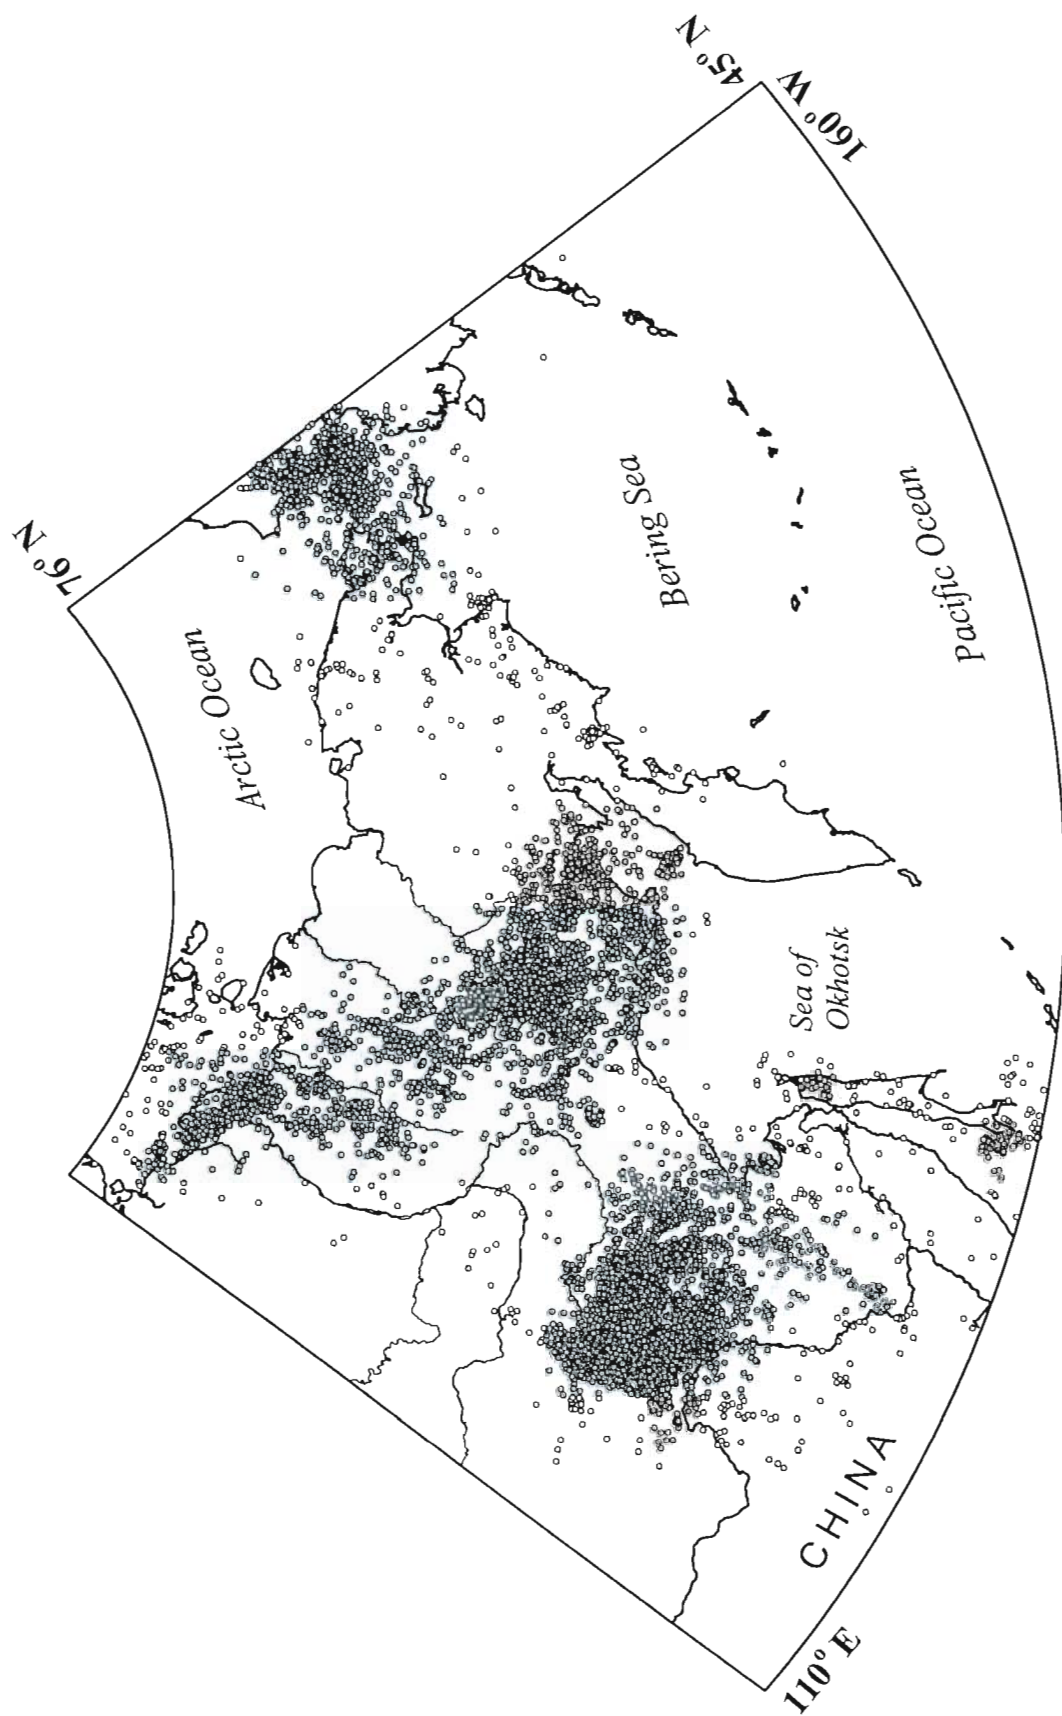 76° N
45° N
160° W
Arctic Ocean
Bering Sea
Pacific Ocean
Sea of
Okhotsk
CHINA
110° E